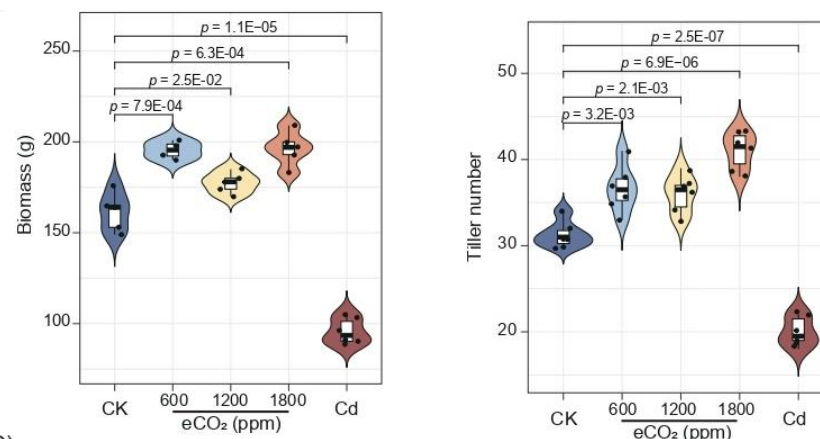 p = 1.1E−05
p = 6.3E-04
p = 2.5E-02
p = 7.9E-04
250
200
150
100
Biomass (g)
CK
600
1200
1800
Cd
eCO₂ (ppm)
p = 2.5E-07
p = 6.9E−06
p = 2.1E−03
p = 3.2E−03
50
40
30
20
Tiller number
CK
600
1200
1800
Cd
eCO₂ (ppm)